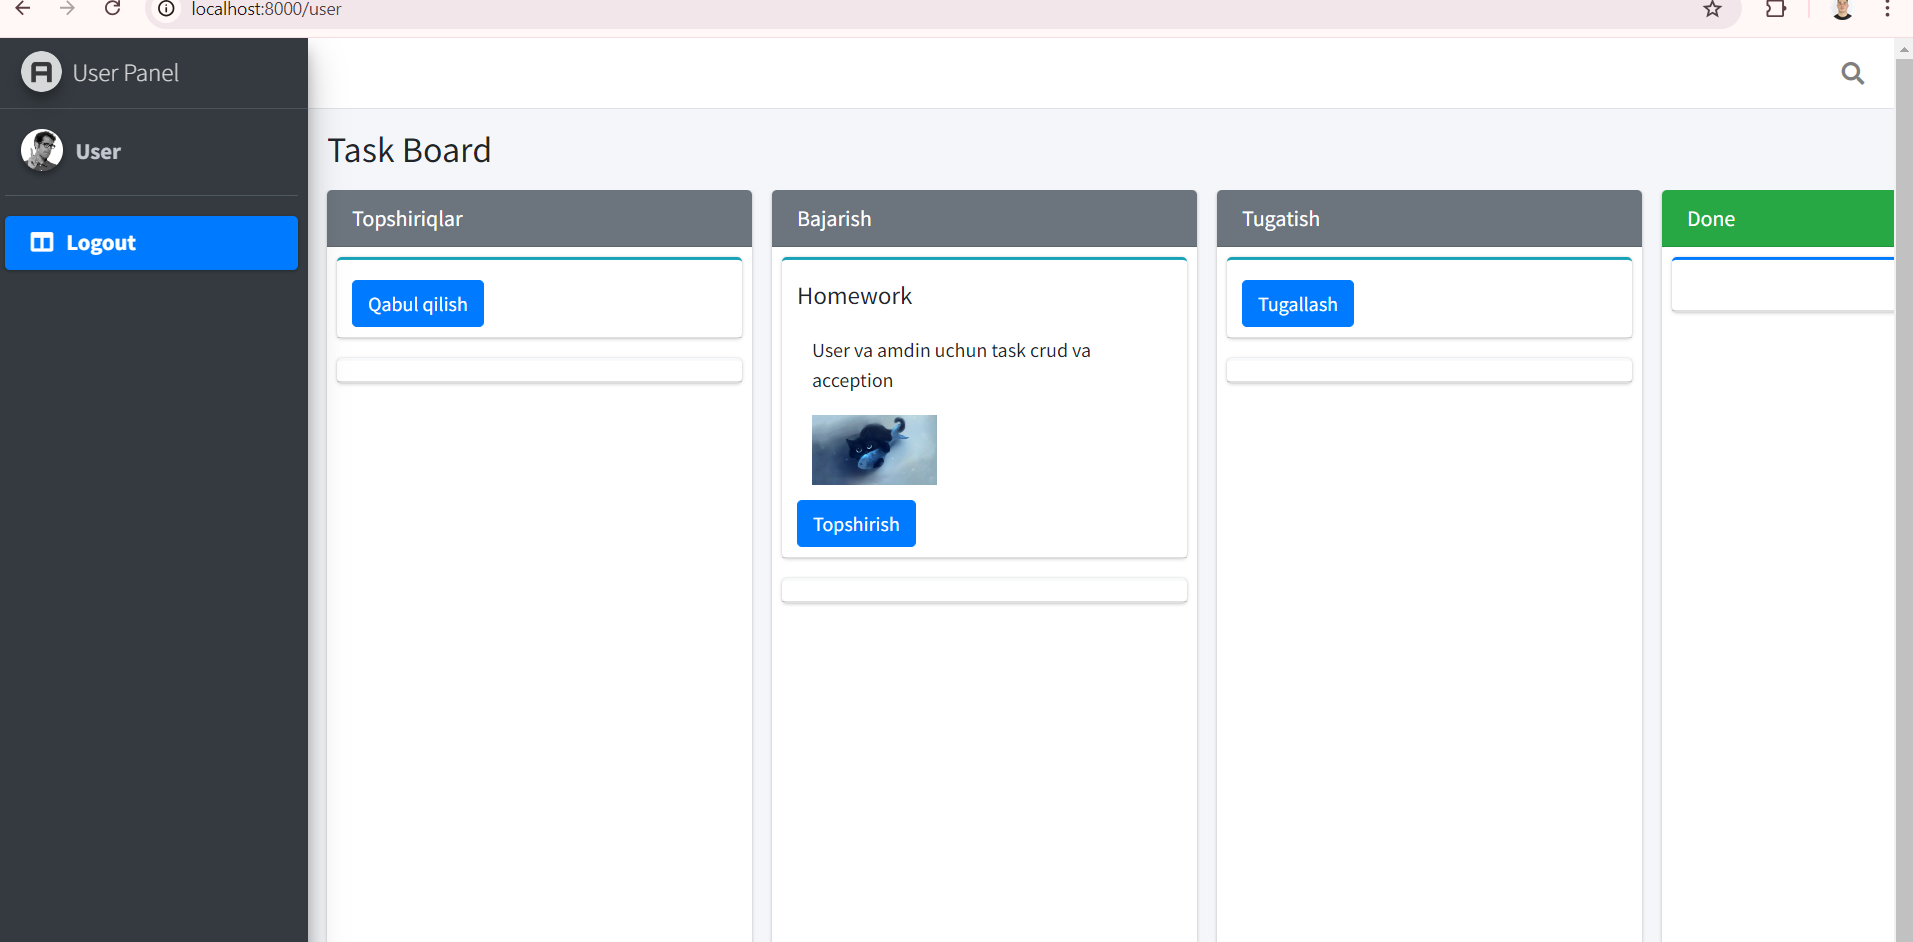 localhost:8000/user
User Panel
User
Logout
Task Board
Topshiriqlar
Qabul qilish
Bajarish
Homework
User va amdin uchun task crud va
acception
Topshirish
Tugatish
Tugallash
Done